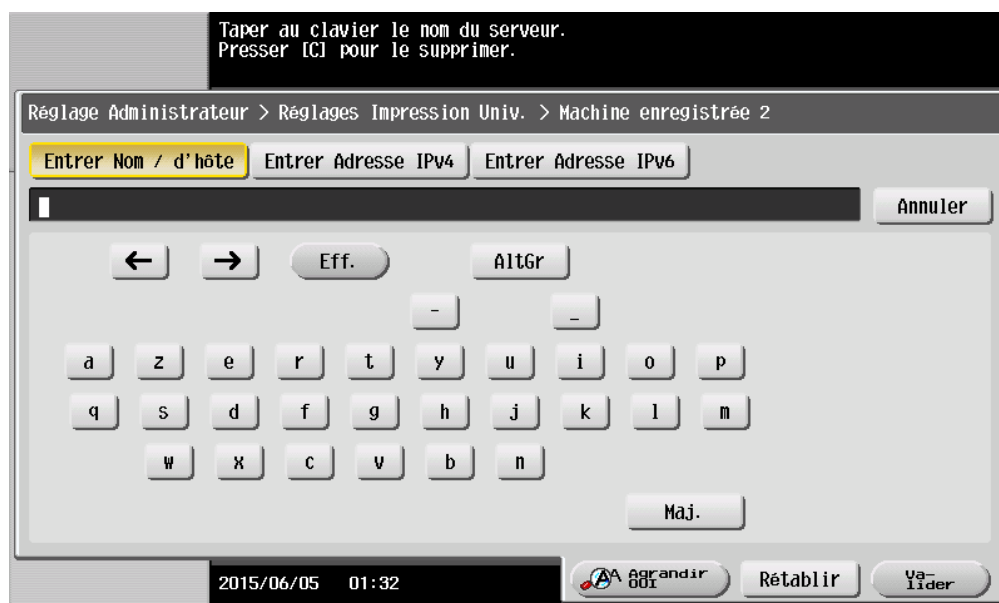 Taper au clavier le nom du serveur.
Presser [C] pour le supprimer.
Réglage Administrateur > Réglages Impression Univ. > Machine enregistrée 2
Entrer Nom / d'hôte Entrer Adresse IPv4 Entrer Adresse IPv6
Annuler
← → Eff. AltGr
- _
a z e r t y u i o p
q s d f g h j k l m
w x c v b n
Maj.
2015/06/05 01:32 AA Agrandir OUI Rétablir Va-
lider